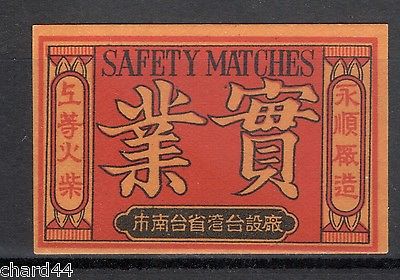 SAFETY MATCHES
實業
永順廠造
上等火柴
廠設台灣省台南市
chard44